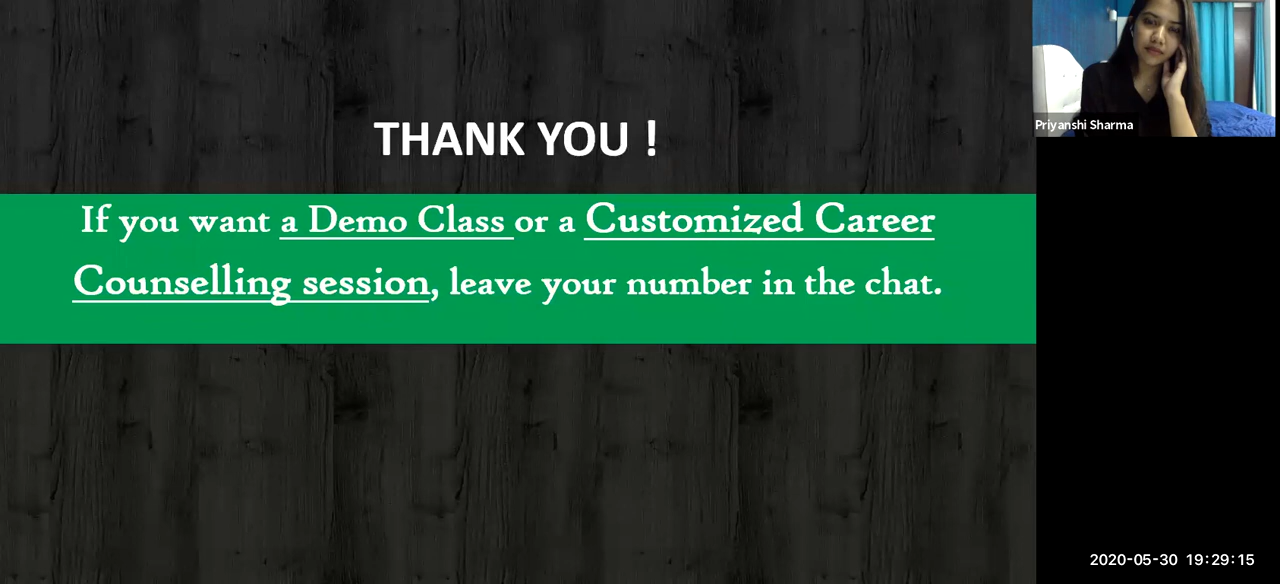 THANK YOU !
If you want a Demo Class or a Customized Career
Counselling session, leave your number in the chat.
Priyanshi Sharma
2020-05-30 19:29:15